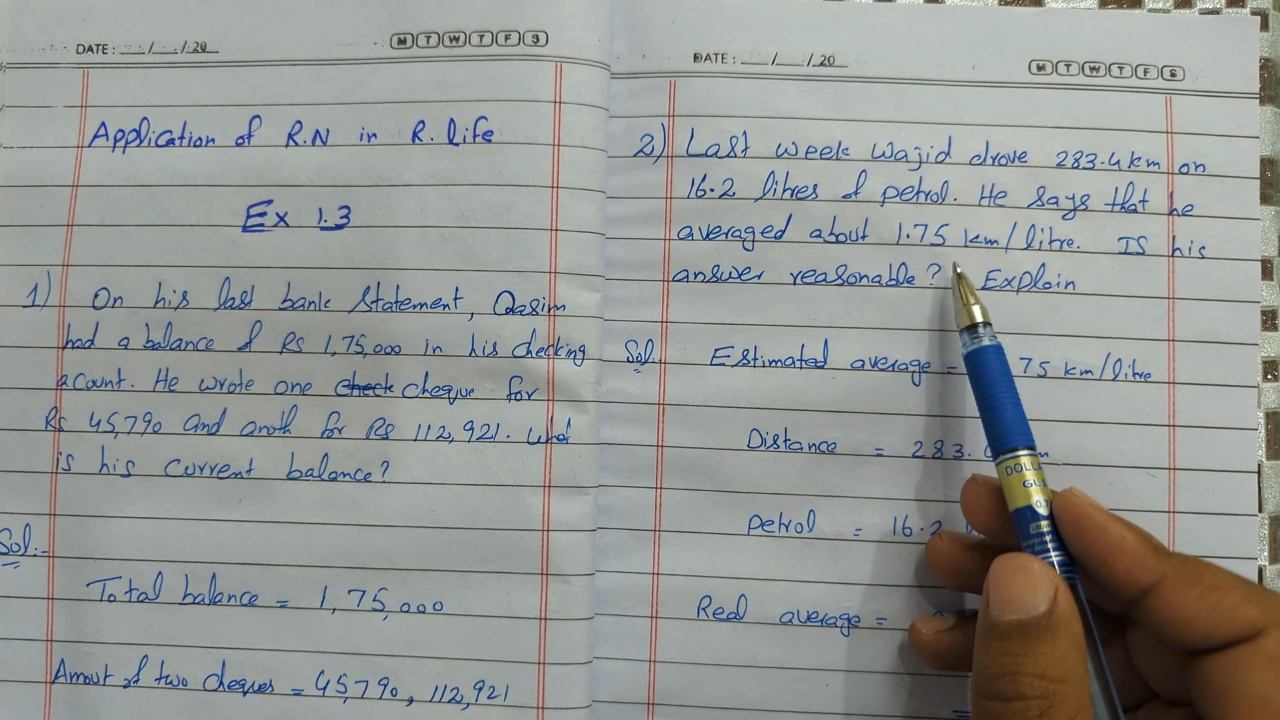 DATE: __/__/20
M T W T F S
Application of R.N in R. life
Ex 1.3
1) On his last bank Statement, Qasim
had a balance of Rs 1,75,000 in his checking
acount. He wrote one check cheque for
Rs 45,790 and anoth for Rs 112,921. What
is his current balance?
Sol:-
Total balance = 1,75,000
Amout of two cheques = 45,790, 112,921
DATE: __/__/20
M T W T F S
2) Last week Wajid drove 283.4 km on
16.2 litres of petrol. He says that he
averaged about 1.75 km/litre. IS his
answer reasonable? Explain
Sol.
Estimated average = 75 km/litre
Distance = 283.
petrol = 16.2
Real average =
DOLL